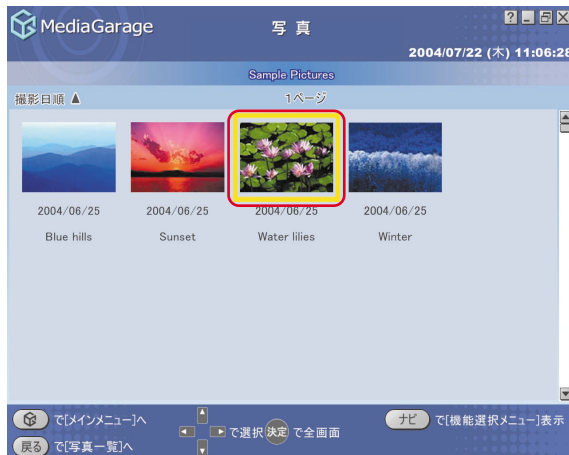 MediaGarage
写 真
2004/07/22 (木) 11:06:28
Sample Pictures
撮影日順 ▲
1ページ
2004/06/25 2004/06/25 2004/06/25 2004/06/25
Blue hills Sunset Water lilies Winter
で[メインメニュー]へ
で選択 決定 で全画面
ナビ で[機能選択メニュー]表示
戻る で[写真一覧]へ